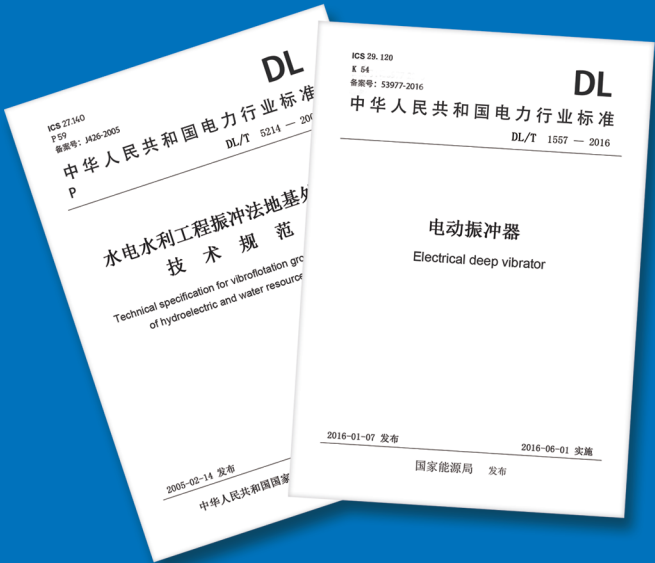 ICS 27.140
P 59
备案号：J426-2005
DL
中华人民共和国电力行业标准
P
DL/T 5214 — 200
水电水利工程振冲法地基
技术规范
Technical specification for vibroflotation
of hydroelectric and water resource
2005-02-14 发布
中华人民共和国国家
ICS 29.120
K 54
备案号：53977-2016
DL
中华人民共和国电力行业标准
DL/T 1557 — 2016
电动振冲器
Electrical deep vibrator
2016-01-07 发布
2016-06-01 实施
国家能源局 发布